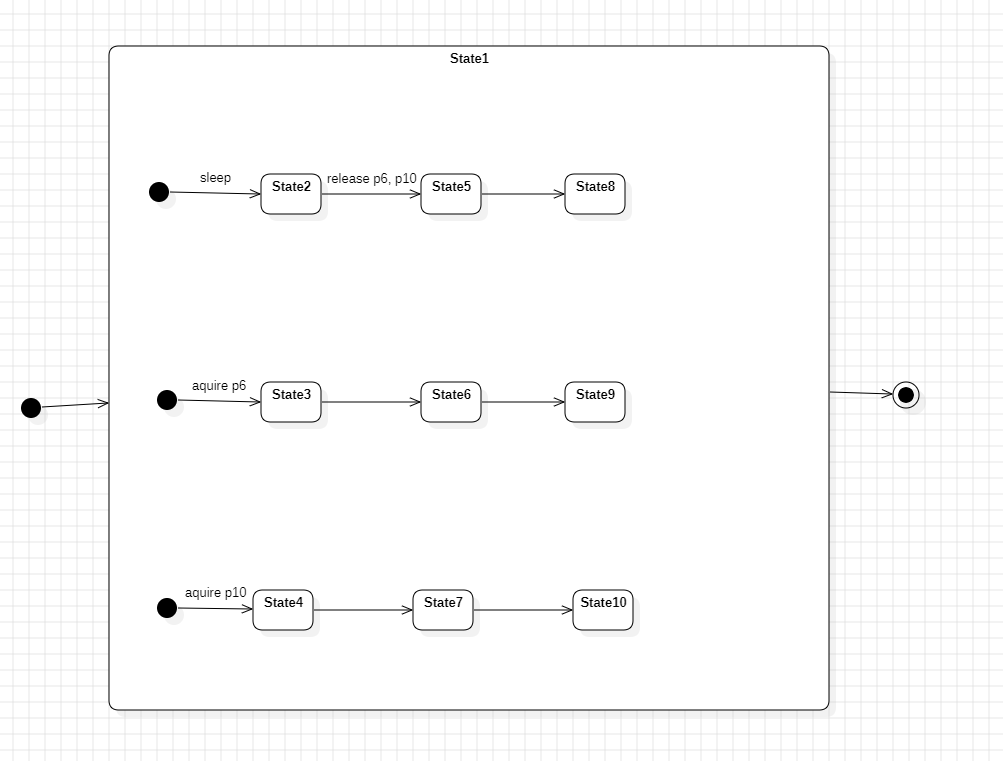 State1
sleep
State2
release p6, p10
State5
State8
aquire p6
State3
State6
State9
aquire p10
State4
State7
State10